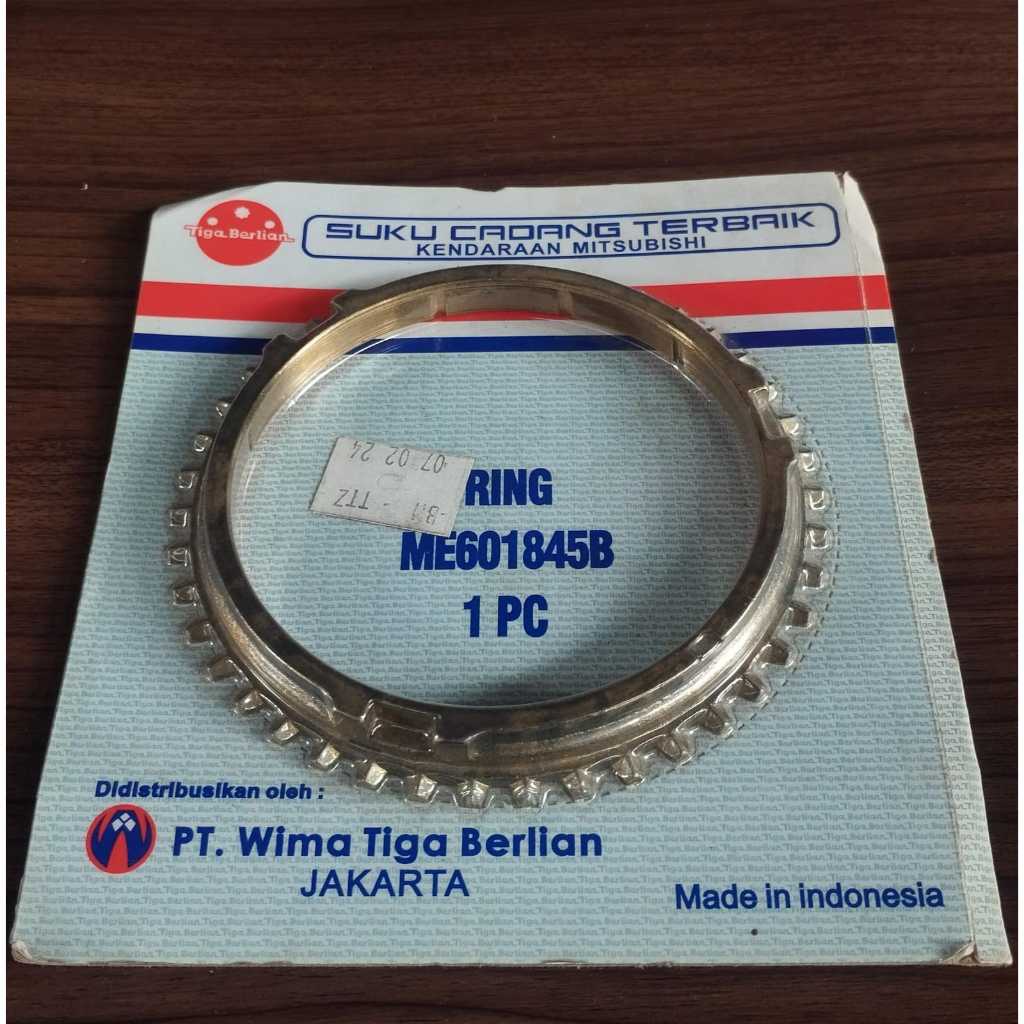 Tiga Berlian
SUKU CADANG TERBAIK
KENDARAAN MITSUBISHI
07 02 24
TTZ
RING
ME601845B
1 PC
Didistribusikan oleh :
PT. Wima Tiga Berlian
JAKARTA
Made in indonesia